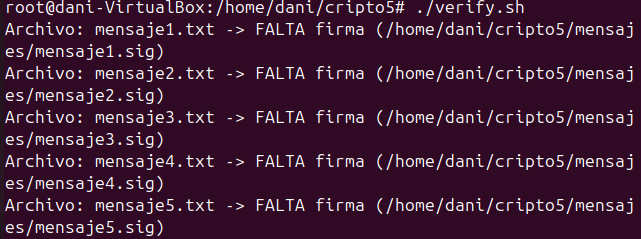 root@dani-VirtualBox:/home/dani/cripto5# ./verify.sh
Archivo: mensaje1.txt -> FALTA firma (/home/dani/cripto5/mensaj
es/mensaje1.sig)
Archivo: mensaje2.txt -> FALTA firma (/home/dani/cripto5/mensaj
es/mensaje2.sig)
Archivo: mensaje3.txt -> FALTA firma (/home/dani/cripto5/mensaj
es/mensaje3.sig)
Archivo: mensaje4.txt -> FALTA firma (/home/dani/cripto5/mensaj
es/mensaje4.sig)
Archivo: mensaje5.txt -> FALTA firma (/home/dani/cripto5/mensaj
es/mensaje5.sig)